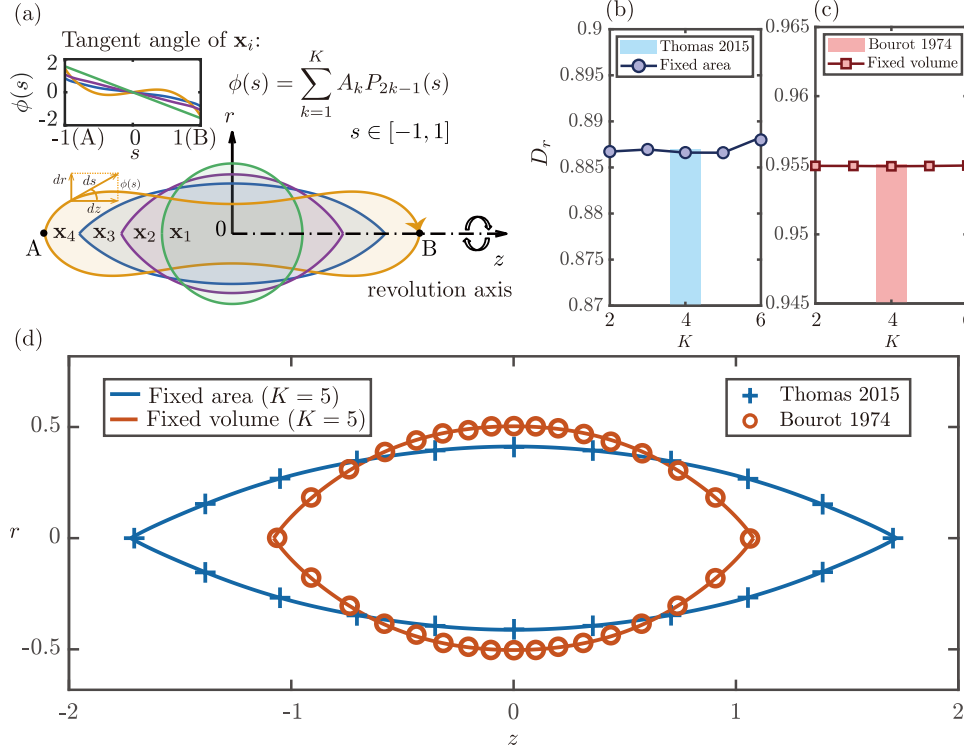 (a)
Tangent angle of x_i:
2
0
-2
ϕ(s)
-1(A) 0 1(B)
s
ϕ(s) = ∑_{k=1}^{K} A_k P_{2k−1}(s)
s ∈ [−1, 1]
r
dr ds ϕ(s)
dz
A x_4 x_3 x_2 x_1 0 B z
revolution axis
(b)
0.9
0.895
0.89
0.885
0.88
0.875
0.87
D_r
Thomas 2015
Fixed area
2 4 6
K
(c)
0.965
0.96
0.955
0.95
0.945
Bourot 1974
Fixed volume
2 4 6
K
(d)
Fixed area (K = 5)
Fixed volume (K = 5)
Thomas 2015
Bourot 1974
0.5
r 0
-0.5
-2 -1 0 1 2
z